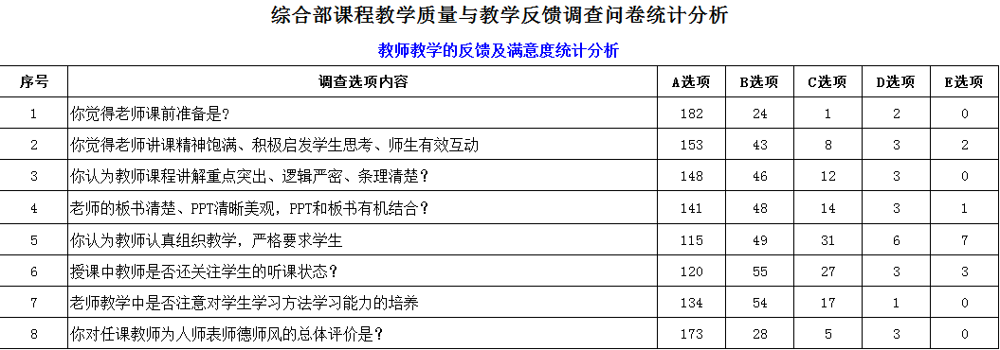 综合部课程教学质量与教学反馈调查问卷统计分析
教师教学的反馈及满意度统计分析
序号 调查选项内容 A选项 B选项 C选项 D选项 E选项
1 你觉得老师课前准备是? 182 24 1 2 0
2 你觉得老师讲课精神饱满、积极启发学生思考、师生有效互动 153 43 8 3 2
3 你认为教师课程讲解重点突出、逻辑严密、条理清楚? 148 46 12 3 0
4 老师的板书清楚、PPT清晰美观，PPT和板书有机结合? 141 48 14 3 1
5 你认为教师认真组织教学，严格要求学生 115 49 31 6 7
6 授课中教师是否还关注学生的听课状态? 120 55 27 3 3
7 老师教学中是否注意对学生学习方法学习能力的培养 134 54 17 1 0
8 你对任课教师为人师表师德师风的总体评价是? 173 28 5 3 0